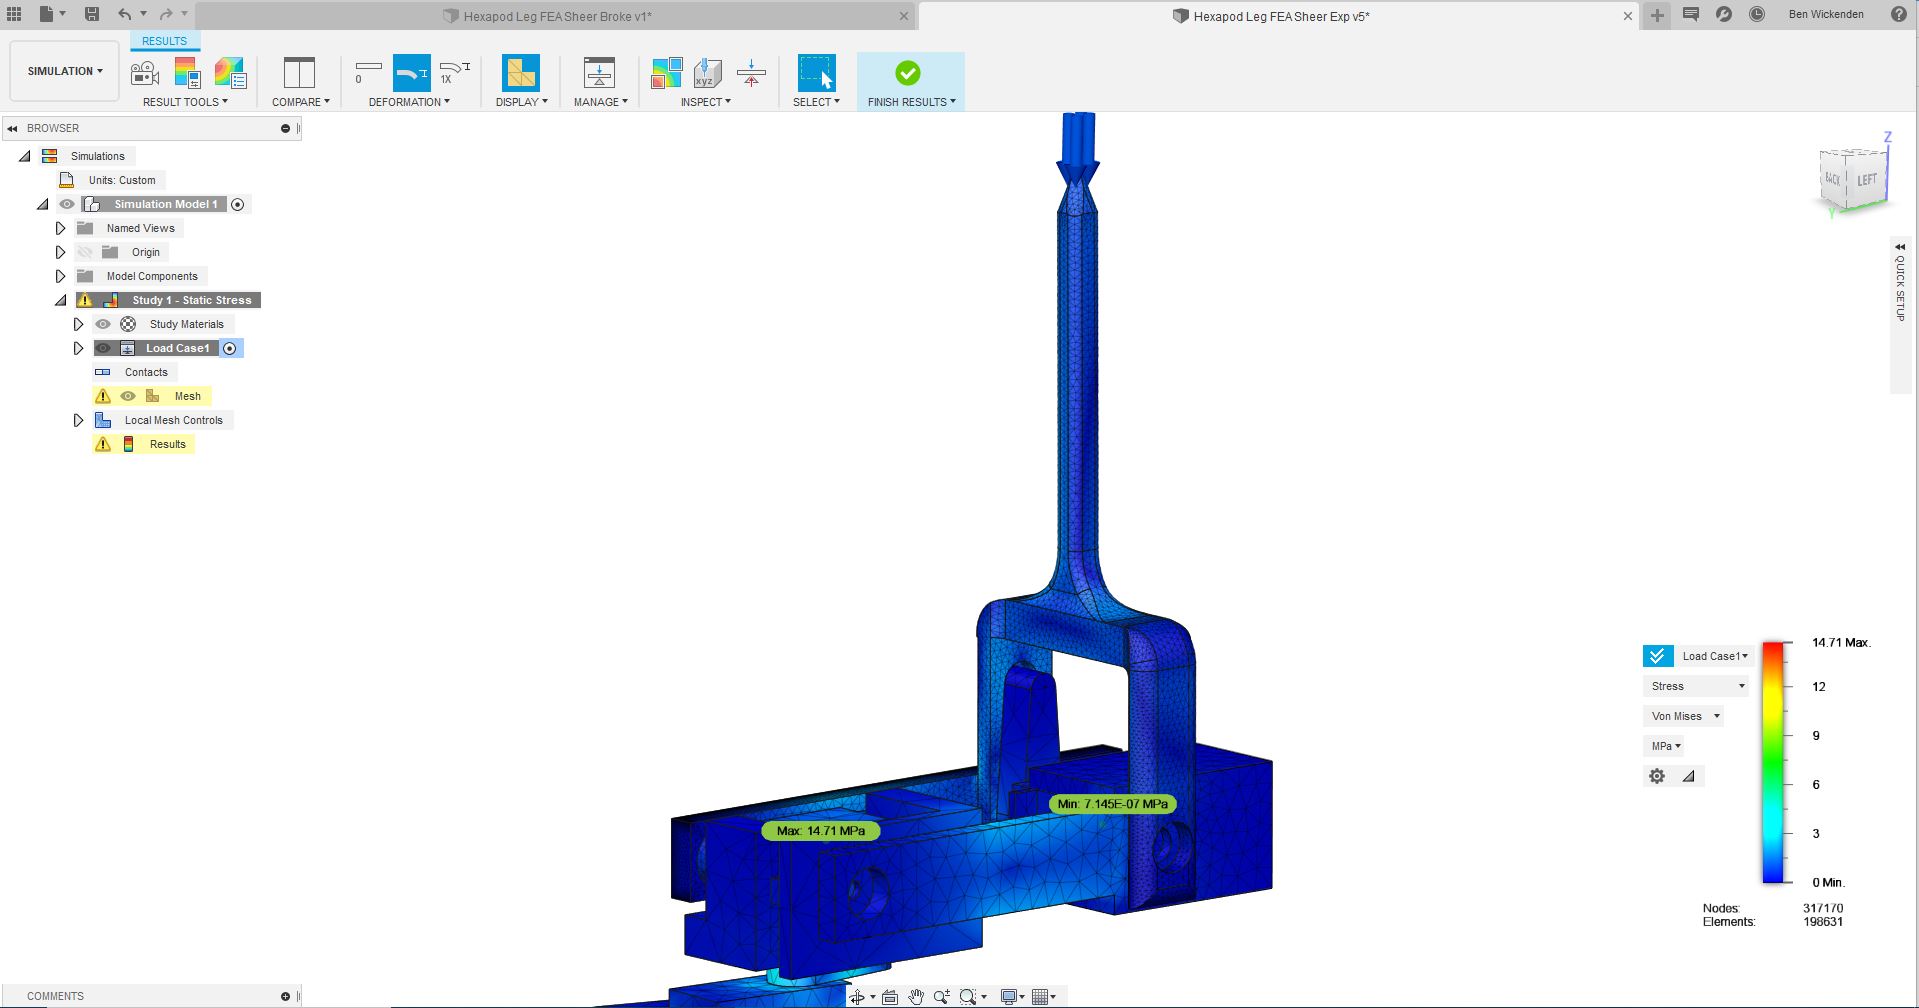 Hexapod Leg FEA Sheer Broke v1*
Hexapod Leg FEA Sheer Exp v5*
Ben Wickenden
RESULTS
SIMULATION
0
1X
xyz
RESULT TOOLS
COMPARE
DEFORMATION
DISPLAY
MANAGE
INSPECT
SELECT
FINISH RESULTS
BROWSER
Simulations
Units: Custom
Simulation Model 1
Named Views
Origin
Model Components
Study 1 - Static Stress
Study Materials
Load Case1
Contacts
Mesh
Local Mesh Controls
Results
Z
BACK
LEFT
Y
QUICK SETUP
Min: 7.145E-07 MPa
Max: 14.71 MPa
Load Case1
Stress
Von Mises
MPa
14.71 Max.
12
9
6
3
0 Min.
Nodes: 317170
Elements: 198631
COMMENTS